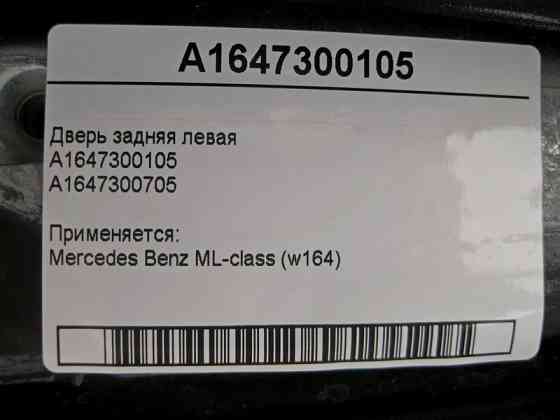 A1647300105
Дверь задняя левая
A1647300105
A1647300705
Применяется:
Mercedes Benz ML-class (w164)